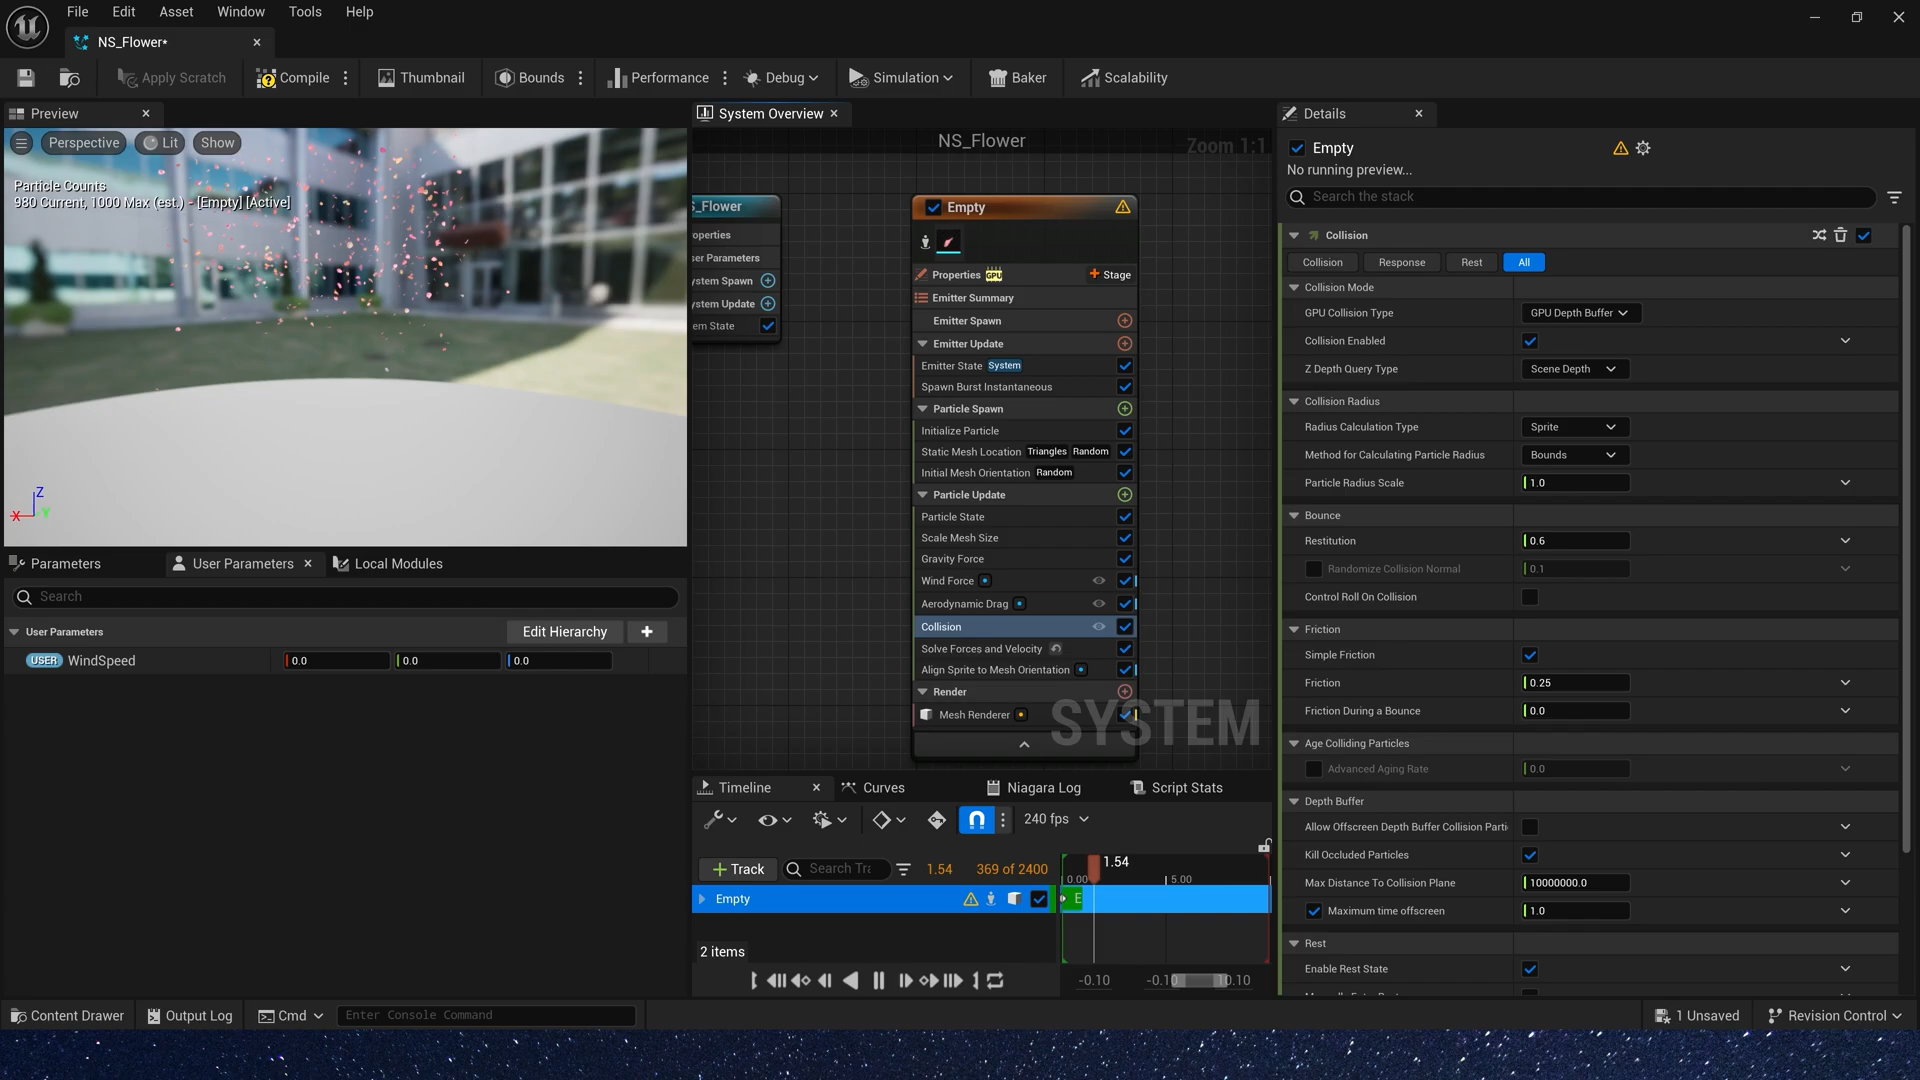 File Edit Asset Window Tools Help
NS_Flower*
Apply Scratch Compile Thumbnail Bounds Performance Debug Simulation Baker Scalability
Preview
System Overview
Details
Perspective Lit Show
Particle Counts
980 Current, 1000 Max (est.) - [Empty] [Active]
Z
X
Y
Parameters User Parameters Local Modules
Search
User Parameters Edit Hierarchy
USER WindSpeed 0.0 0.0 0.0
NS_Flower
Zoom 1:1
S_Flower
operties
ser Parameters
ystem Spawn
ystem Update
em State
Empty
Properties GPU Stage
Emitter Summary
Emitter Spawn
Emitter Update
Emitter State System
Spawn Burst Instantaneous
Particle Spawn
Initialize Particle
Static Mesh Location Triangles Random
Initial Mesh Orientation Random
Particle Update
Particle State
Scale Mesh Size
Gravity Force
Wind Force
Aerodynamic Drag
Collision
Solve Forces and Velocity
Align Sprite to Mesh Orientation
Render
Mesh Renderer
SYSTEM
Timeline Curves Niagara Log Script Stats
240 fps
Track Search Tra 1.54 369 of 2400
1.54
0.00 5.00
Empty E
2 items
-0.10 -0.10 10.10
Empty
No running preview...
Search the stack
Collision
Collision Response Rest All
Collision Mode
GPU Collision Type GPU Depth Buffer
Collision Enabled
Z Depth Query Type Scene Depth
Collision Radius
Radius Calculation Type Sprite
Method for Calculating Particle Radius Bounds
Particle Radius Scale 1.0
Bounce
Restitution 0.6
Randomize Collision Normal 0.1
Control Roll On Collision
Friction
Simple Friction
Friction 0.25
Friction During a Bounce 0.0
Age Colliding Particles
Advanced Aging Rate 0.0
Depth Buffer
Allow Offscreen Depth Buffer Collision Parti
Kill Occluded Particles
Max Distance To Collision Plane 10000000.0
Maximum time offscreen 1.0
Rest
Enable Rest State
Content Drawer Output Log Cmd Enter Console Command 1 Unsaved Revision Control